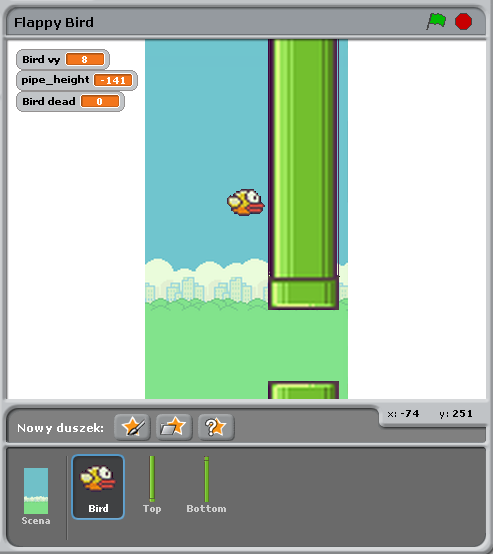 Flappy Bird
Bird vy 8
pipe_height -141
Bird dead 0
x: -74 y: 251
Nowy duszek:
Bird Top Bottom
Scena